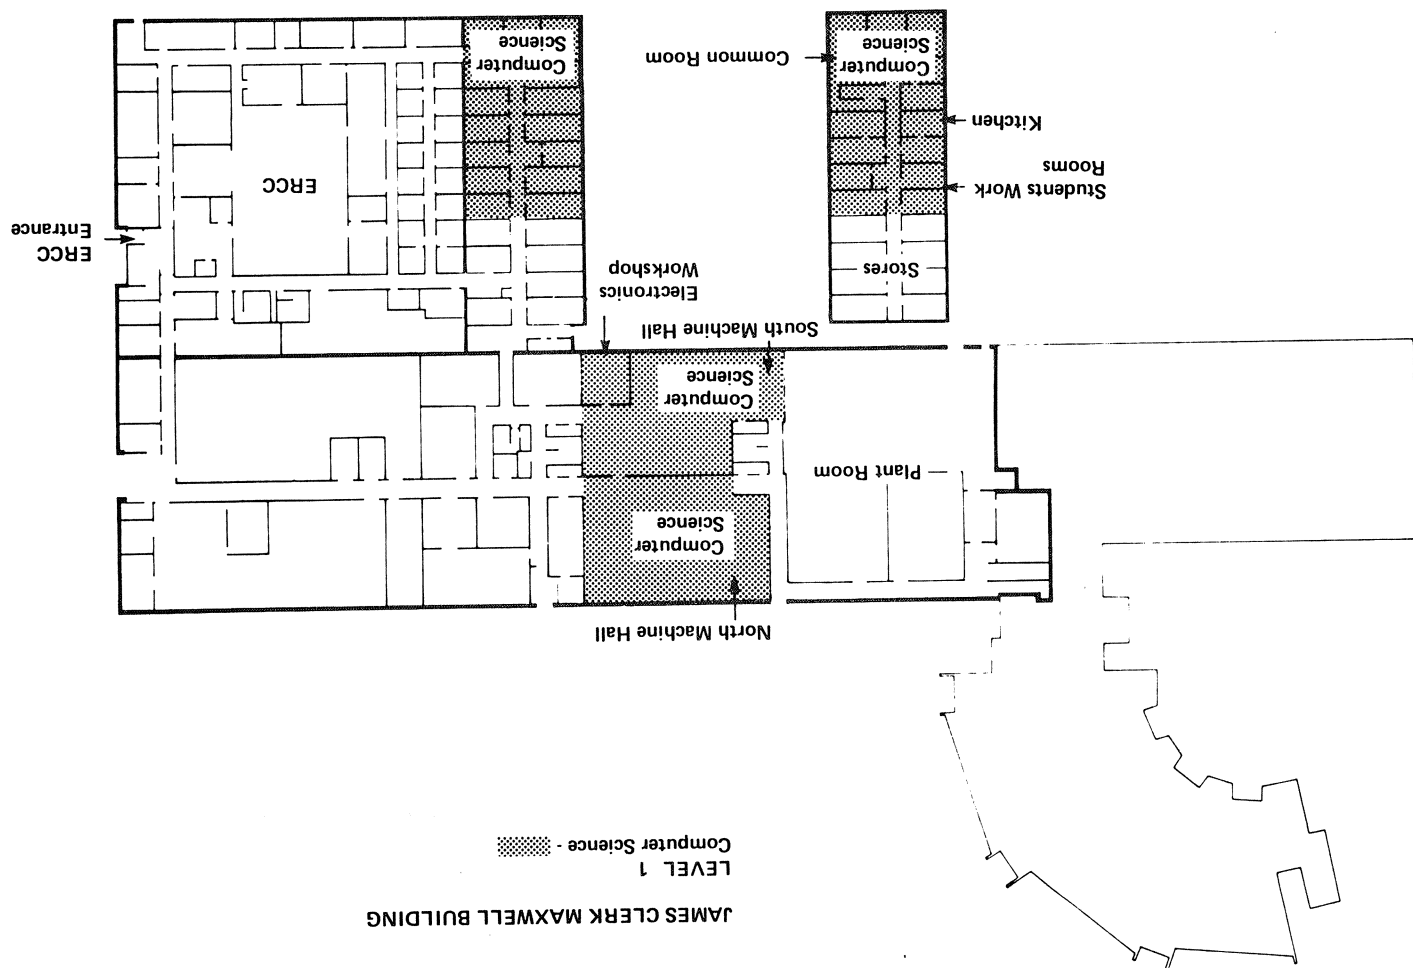 JAMES CLERK MAXWELL BUILDING
LEVEL 1
Computer Science -
North Machine Hall
Computer
Science
Plant Room
Computer
Science
South Machine Hall
Electronics
Workshop
Stores
ERCC
Entrance
ERCC
Students Work
Rooms
Kitchen
Common Room
Computer
Science
Computer
Science